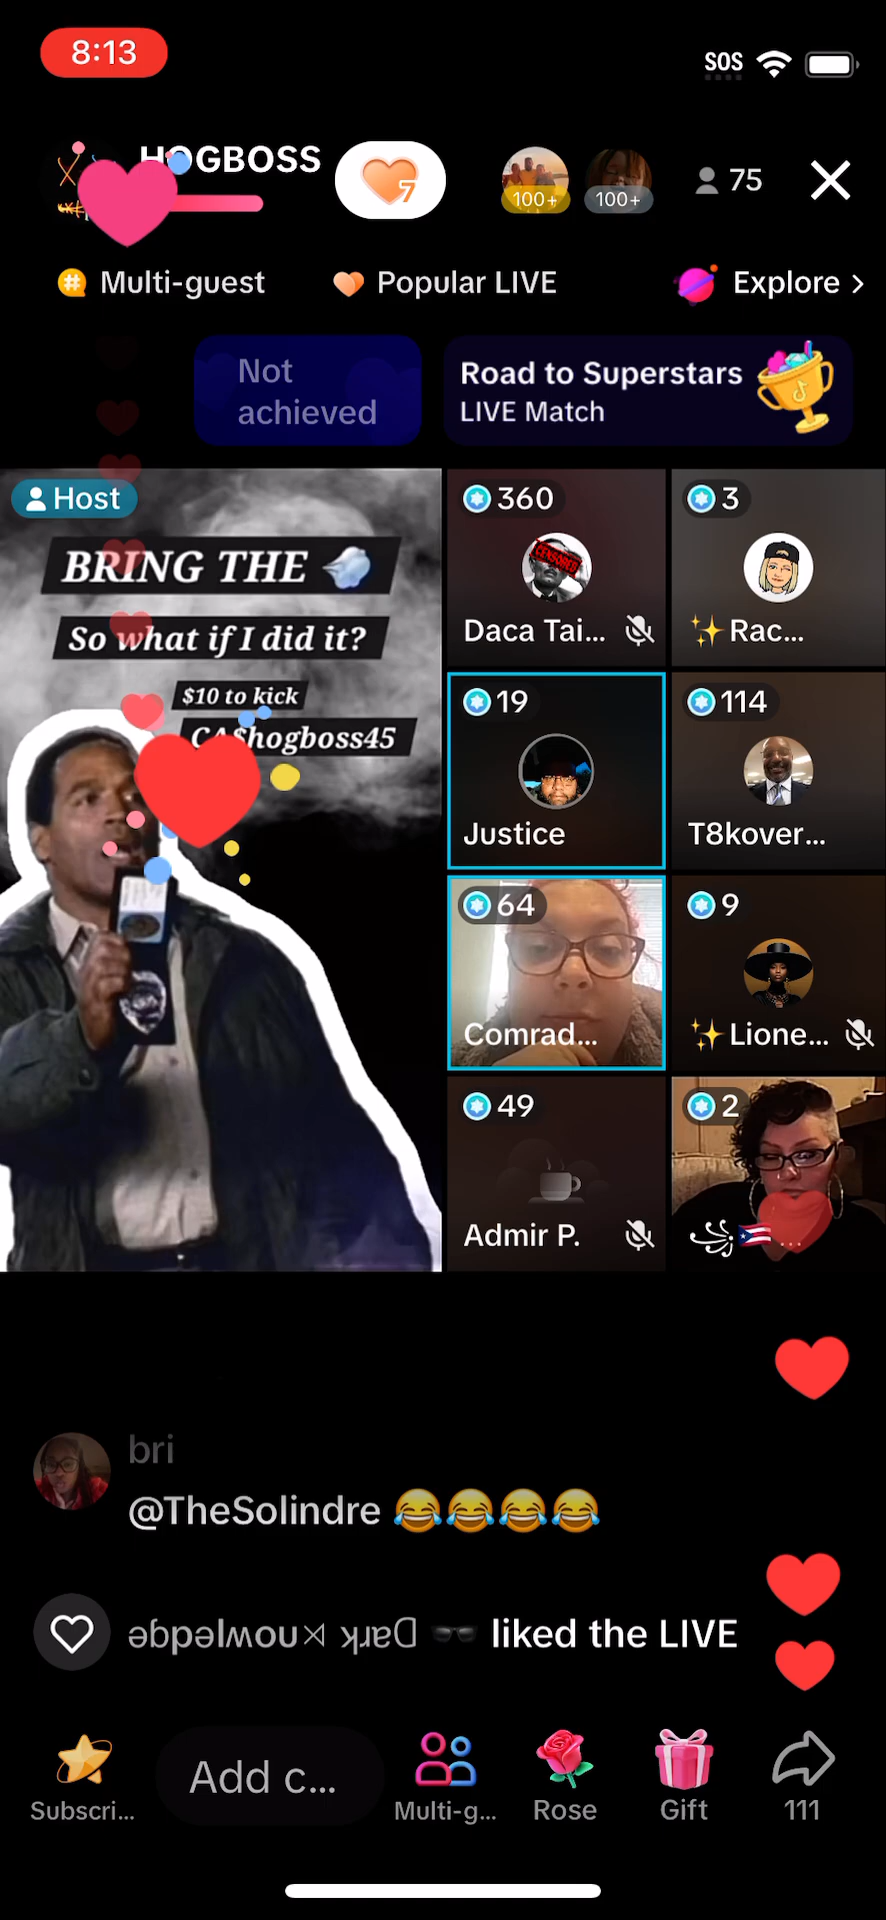 8:13
SOS
HOGBOSS
7
100+
100+
75
Multi-guest
Popular LIVE
Explore >
Not
achieved
Road to Superstars
LIVE Match
Host
BRING THE 💨
So what if I did it?
$10 to kick
CA$hogboss45
360
CENSORED
Daca Tai...
3
✨Rac...
19
Justice
114
T8kover...
64
Comrad...
9
✨Lione...
49
Admir P.
2
🇵🇷...
bri
@TheSolindre 😂😂😂😂
liked the LIVE
Subscri...
Add c...
Multi-g...
Rose
Gift
111